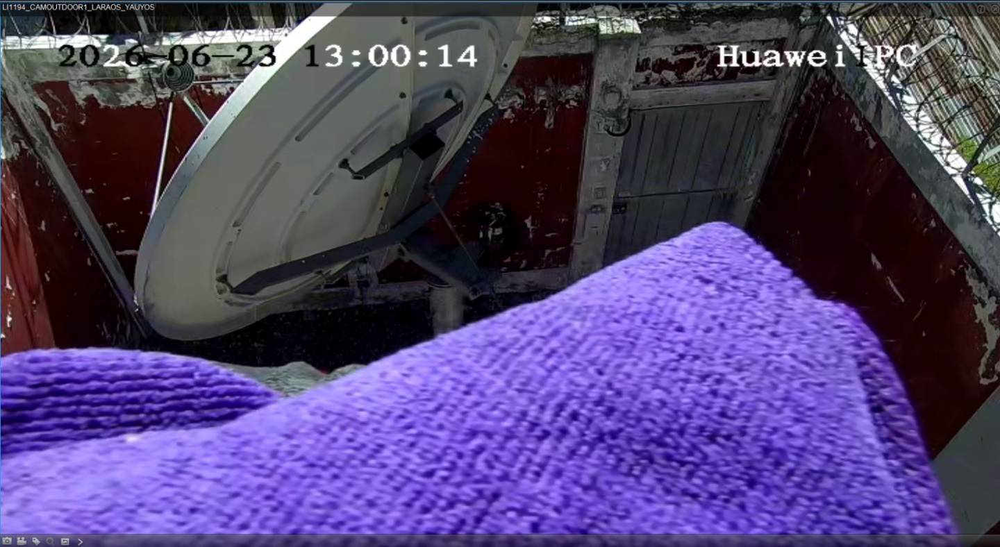 LI1194_CAMOUTDOOR1_LARAOS_YAUYOS
2026-06-23 13:00:14
Huawei IPC